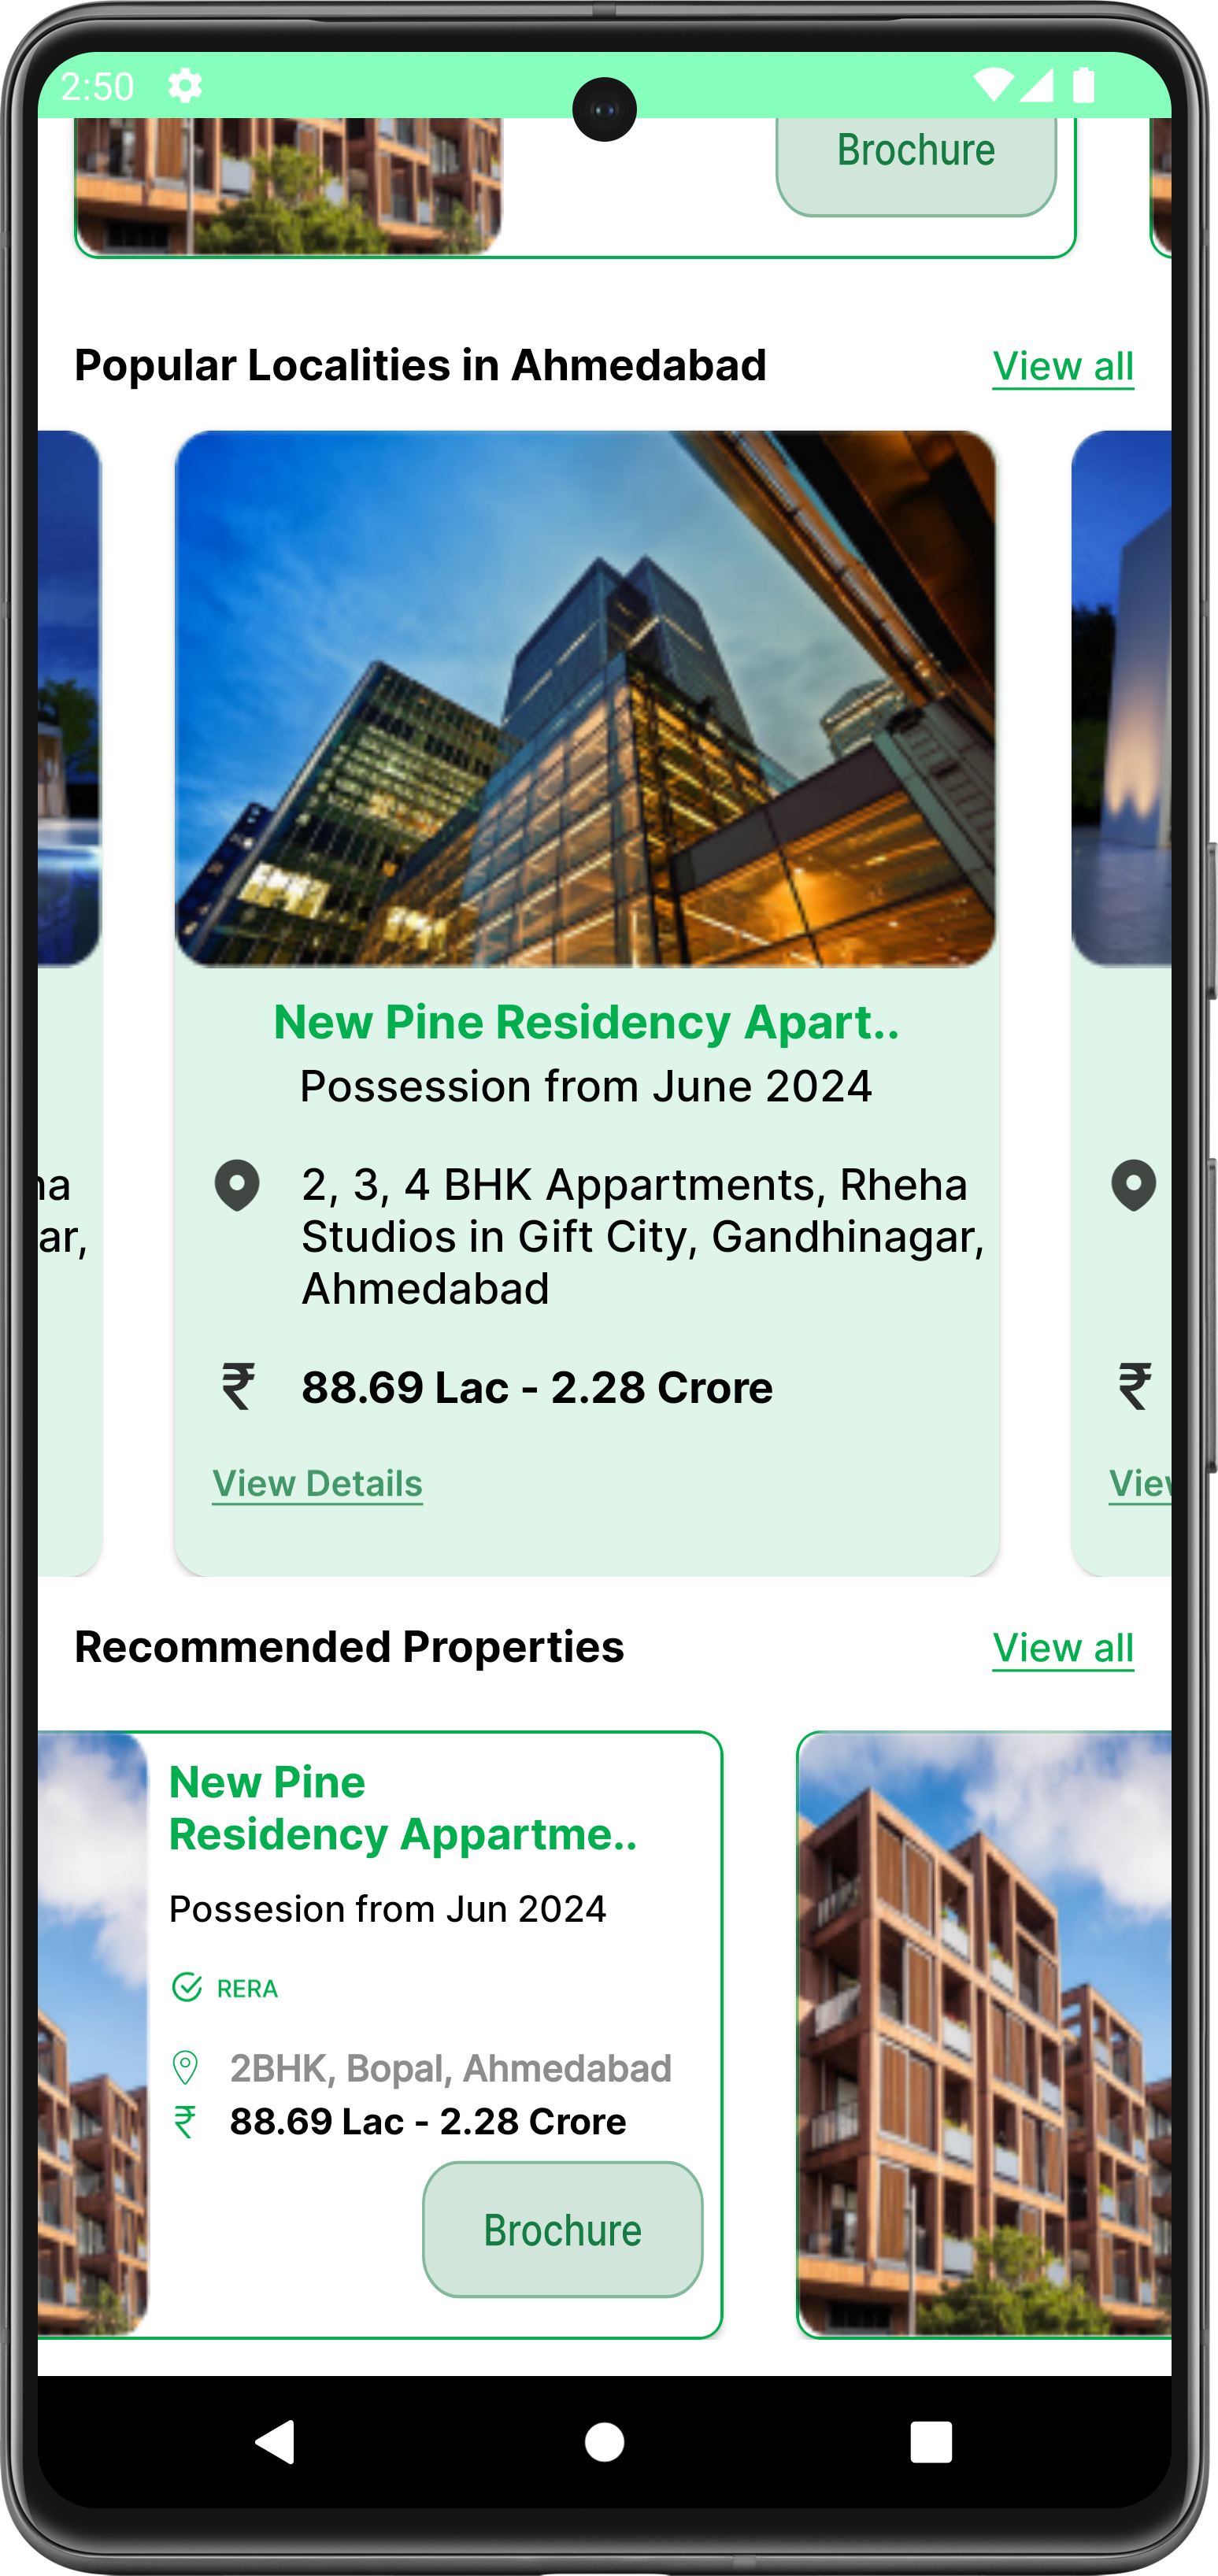 2:50
Brochure
Popular Localities in Ahmedabad
View all
New Pine Residency Apart..
Possession from June 2024
2, 3, 4 BHK Appartments, Rheha
Studios in Gift City, Gandhinagar,
Ahmedabad
₹ 88.69 Lac - 2.28 Crore
₹
View Details
Recommended Properties
View all
New Pine
Residency Appartme..
Possesion from Jun 2024
RERA
2BHK, Bopal, Ahmedabad
₹ 88.69 Lac - 2.28 Crore
Brochure